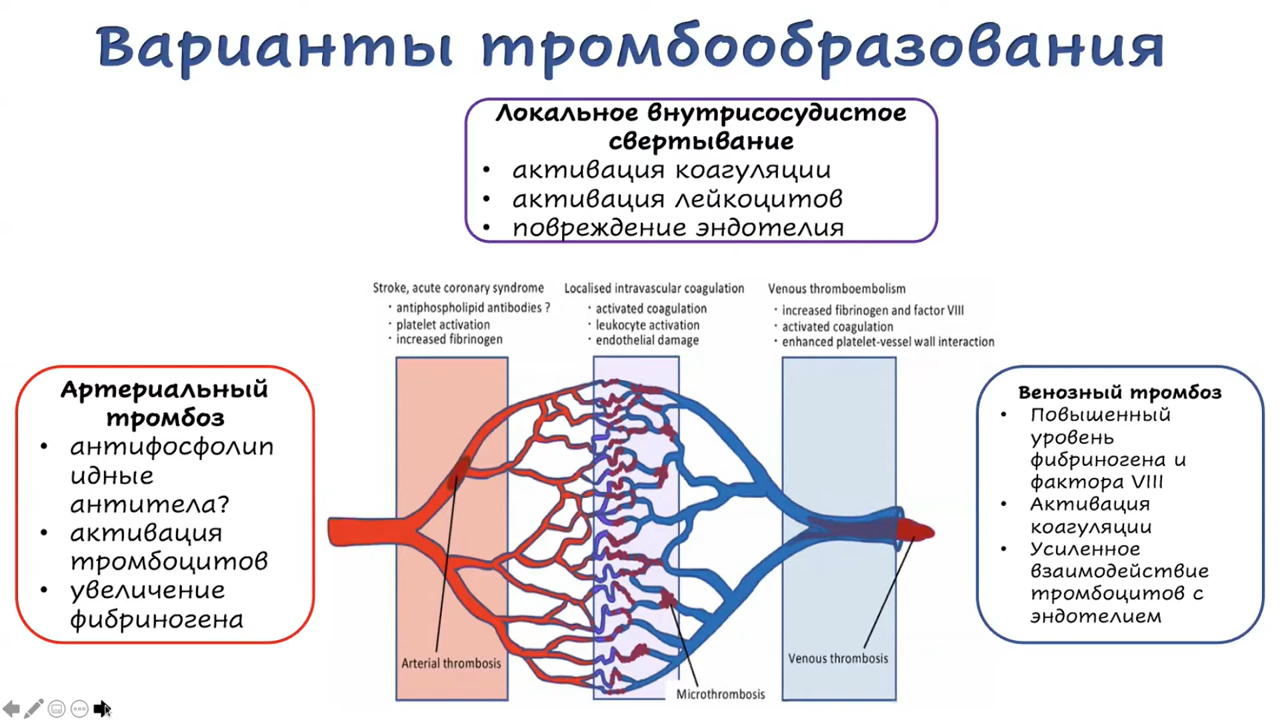 Варианты тромбообразования
Локальное внутрисосудистое
свертывание
• активация коагуляции
• активация лейкоцитов
• повреждение эндотелия
Stroke, acute coronary syndrome
· antiphospholipid antibodies ?
· platelet activation
· increased fibrinogen
Localised intravascular coagulation
· activated coagulation
· leukocyte activation
· endothelial damage
Venous thromboembolism
· increased fibrinogen and factor VIII
· activated coagulation
· enhanced platelet-vessel wall interaction
Артериальный
тромбоз
• антифосфолип
идные
антитела?
• активация
тромбоцитов
• увеличение
фибриногена
Arterial thrombosis
Microthrombosis
Venous thrombosis
Венозный тромбоз
• Повышенный
уровень
фибриногена и
фактора VIII
• Активация
коагуляции
• Усиленное
взаимодействие
тромбоцитов с
эндотелием